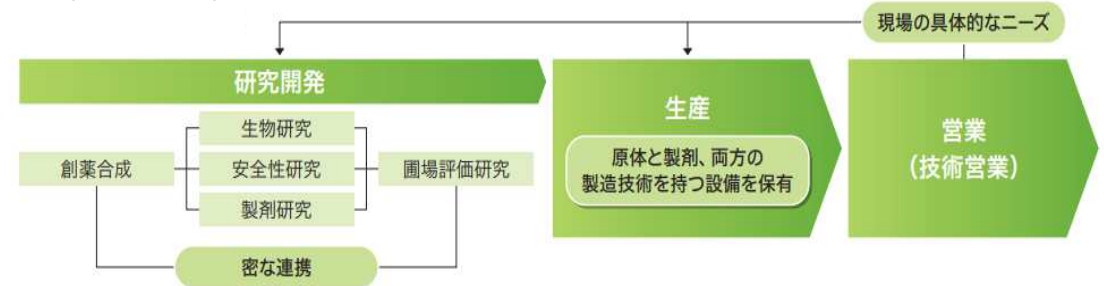 現場の具体的なニーズ
研究開発
生物研究
創薬合成
安全性研究
圃場評価研究
製剤研究
密な連携
生産
原体と製剤、両方の
製造技術を持つ設備を保有
営業
（技術営業）